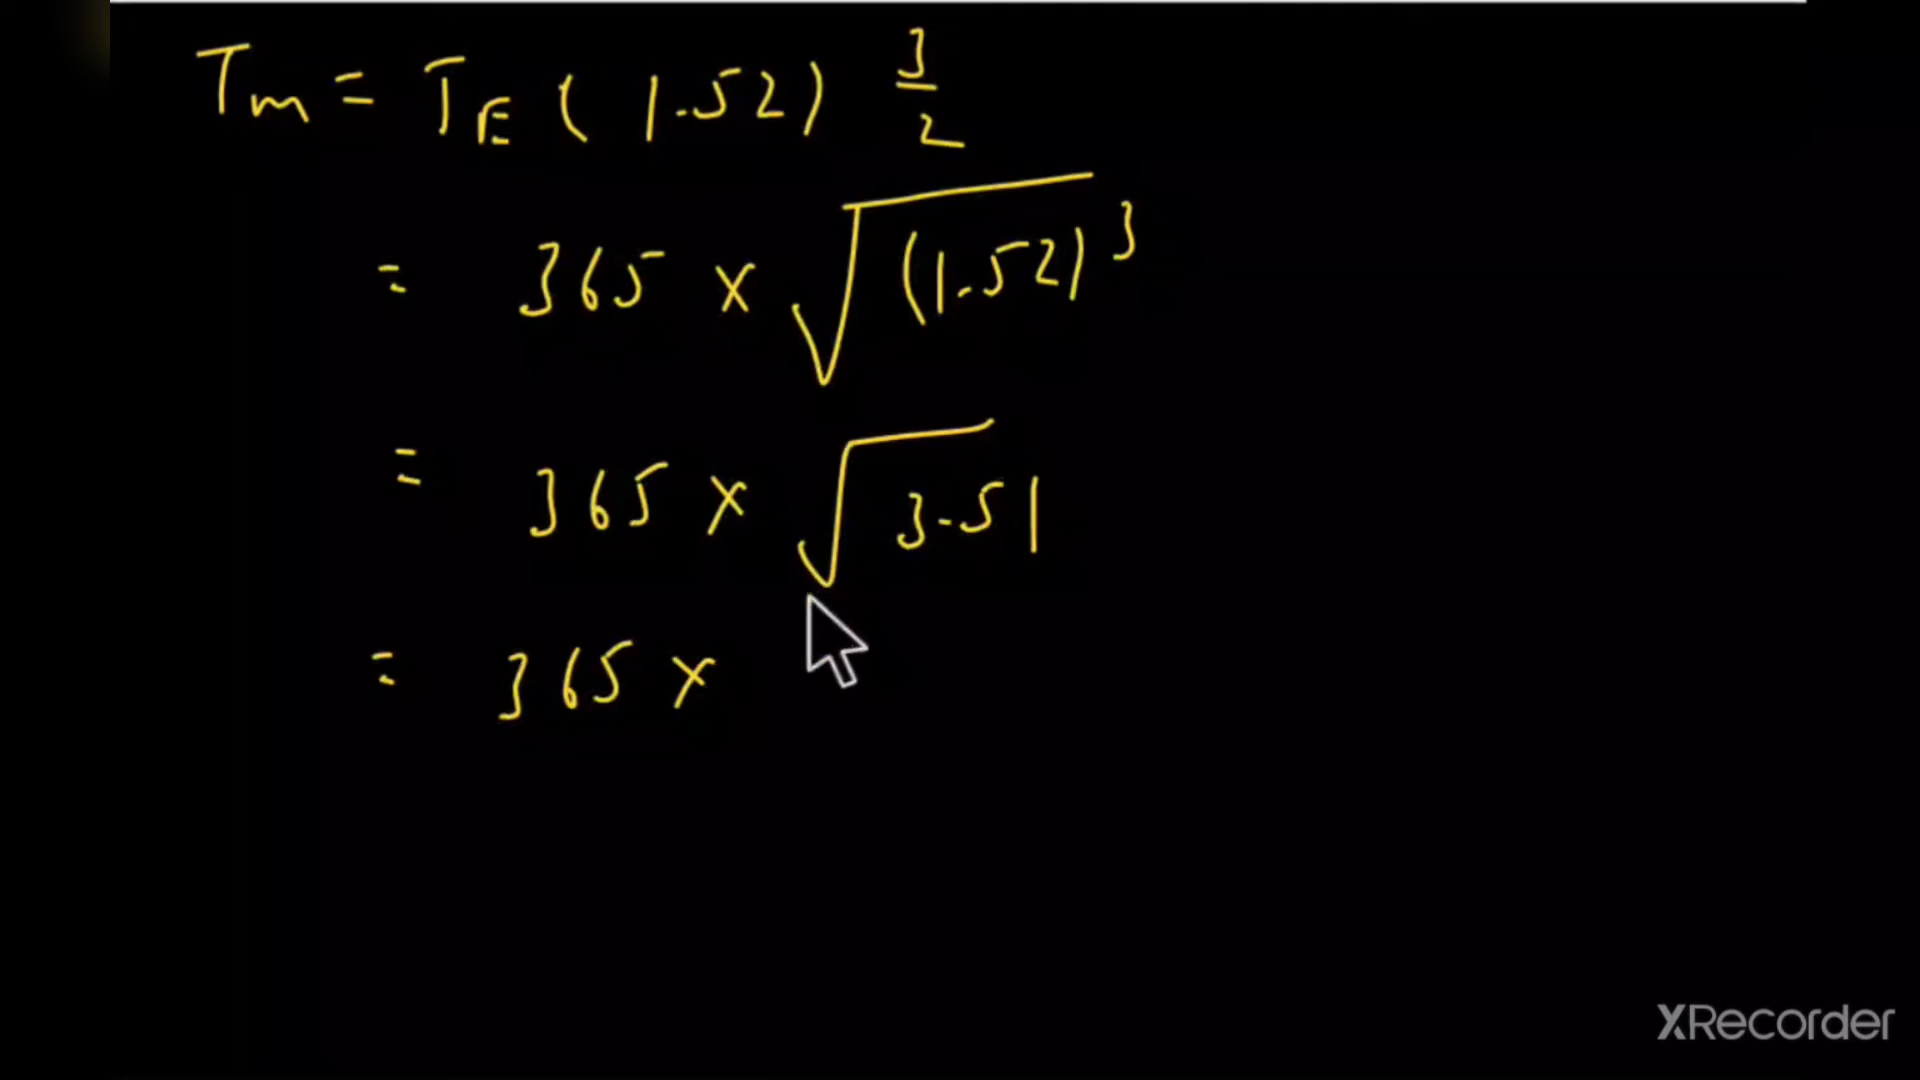 Tm = TE (1.52) 3/2
= 365 x √(1.52)3
= 365 x √3.51
= 365 x
XRecorder